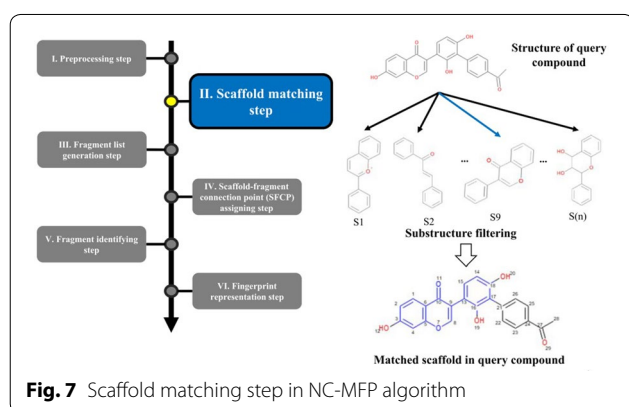 I. Preprocessing step
II. Scaffold matching
step
III. Fragment list
generation step
IV. Scaffold-fragment
connection point (SFCP)
assigning step
V. Fragment identifying
step
VI. Fingerprint
representation step
Structure of query
compound
S1
S2
...
S9
...
S(n)
Substructure filtering
Matched scaffold in query compound
Fig. 7 Scaffold matching step in NC-MFP algorithm